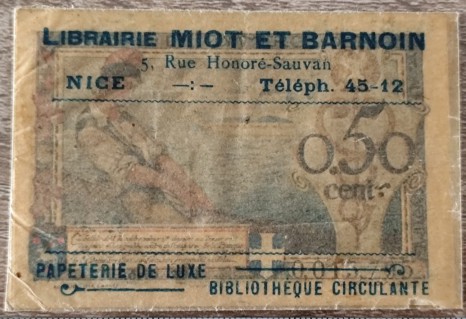 LIBRAIRIE MIOT ET BARNOIN
5, Rue Honoré-Sauvan
NICE —:— Téléph. 45-12
0.50
cent.
PAPETERIE DE LUXE
BIBLIOTHÈQUE CIRCULANTE